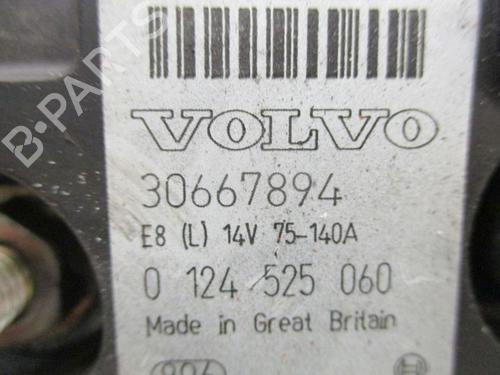 VOLVO
30667894
E8 (L) 14V 75-140A
0 124 525 060
Made in Great Britain
B-PARTS